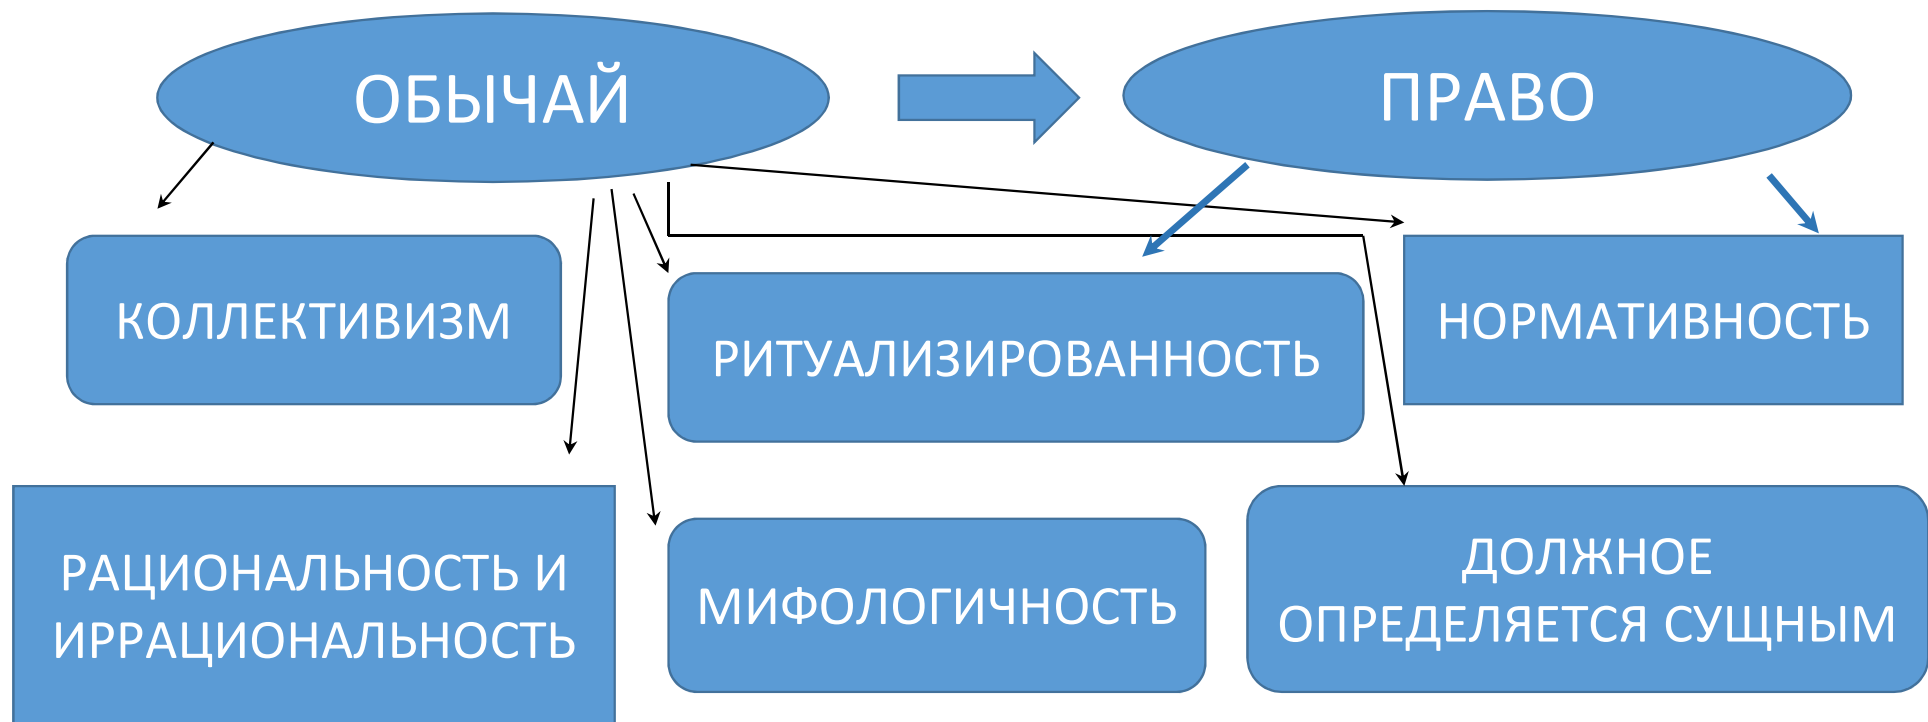 ОБЫЧАЙ
ПРАВО
КОЛЛЕКТИВИЗМ
РИТУАЛИЗИРОВАННОСТЬ
НОРМАТИВНОСТЬ
РАЦИОНАЛЬНОСТЬ И
ИРРАЦИОНАЛЬНОСТЬ
МИФОЛОГИЧНОСТЬ
ДОЛЖНОЕ
ОПРЕДЕЛЯЕТСЯ СУЩНЫМ